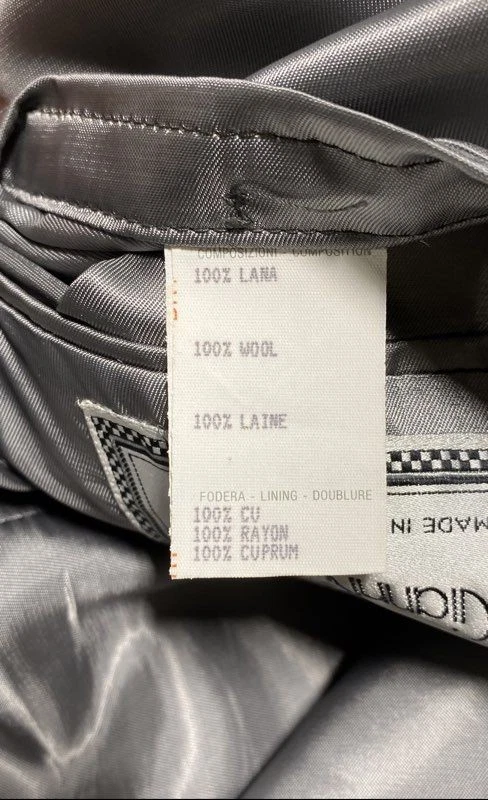 COMPOSIZIONI - COMPOSITION
100% LANA
100% WOOL
100% LAINE
FODERA - LINING - DOUBLURE
100% CU
100% RAYON
100% CUPRUM
MADE IN